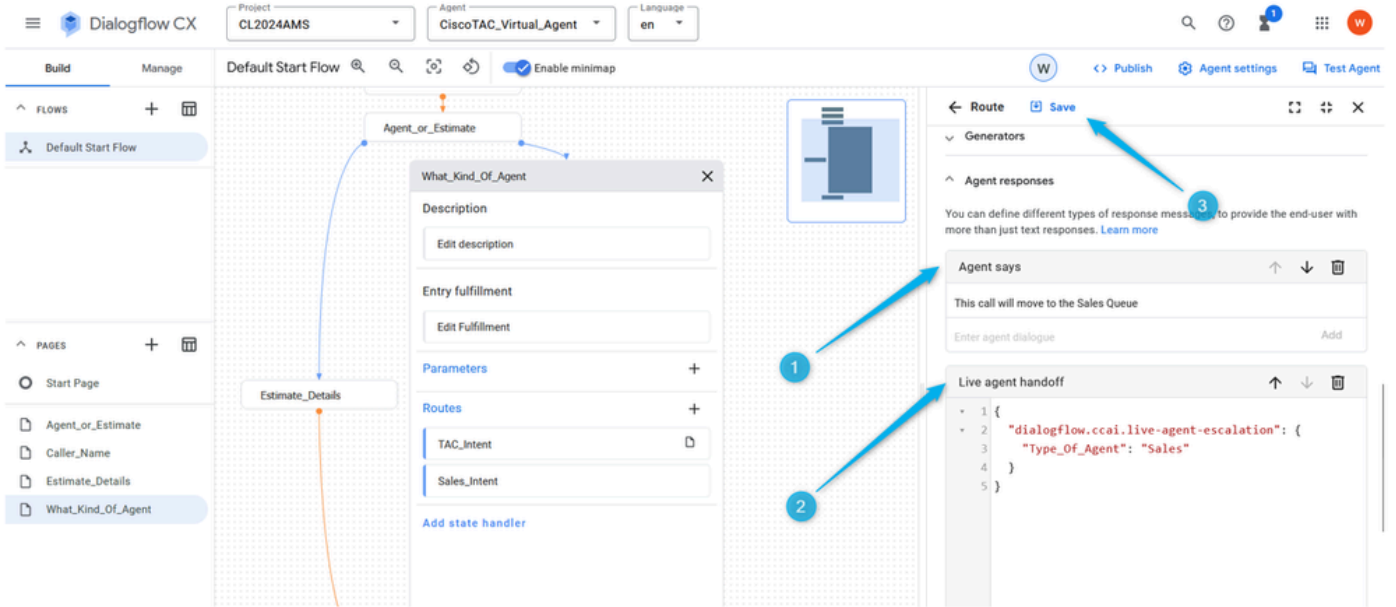 Dialogflow CX
Project
CL2024AMS
Agent
CiscoTAC_Virtual_Agent
Language
en
1
W
Build
Manage
Default Start Flow
Enable minimap
W
Publish
Agent settings
Test Agent
FLOWS
Default Start Flow
PAGES
Start Page
Agent_or_Estimate
Caller_Name
Estimate_Details
What_Kind_Of_Agent
Agent_or_Estimate
Estimate_Details
What_Kind_Of_Agent
Description
Edit description
Entry fulfillment
Edit Fulfillment
Parameters
Routes
TAC_Intent
Sales_Intent
Add state handler
Route
Save
Generators
Agent responses
You can define different types of response messages, to provide the end-user with
more than just text responses. Learn more
Agent says
This call will move to the Sales Queue
Enter agent dialogue
Add
Live agent handoff
1 {
2 "dialogflow.ccai.live-agent-escalation": {
3 "Type_Of_Agent": "Sales"
4 }
5 }
1
2
3